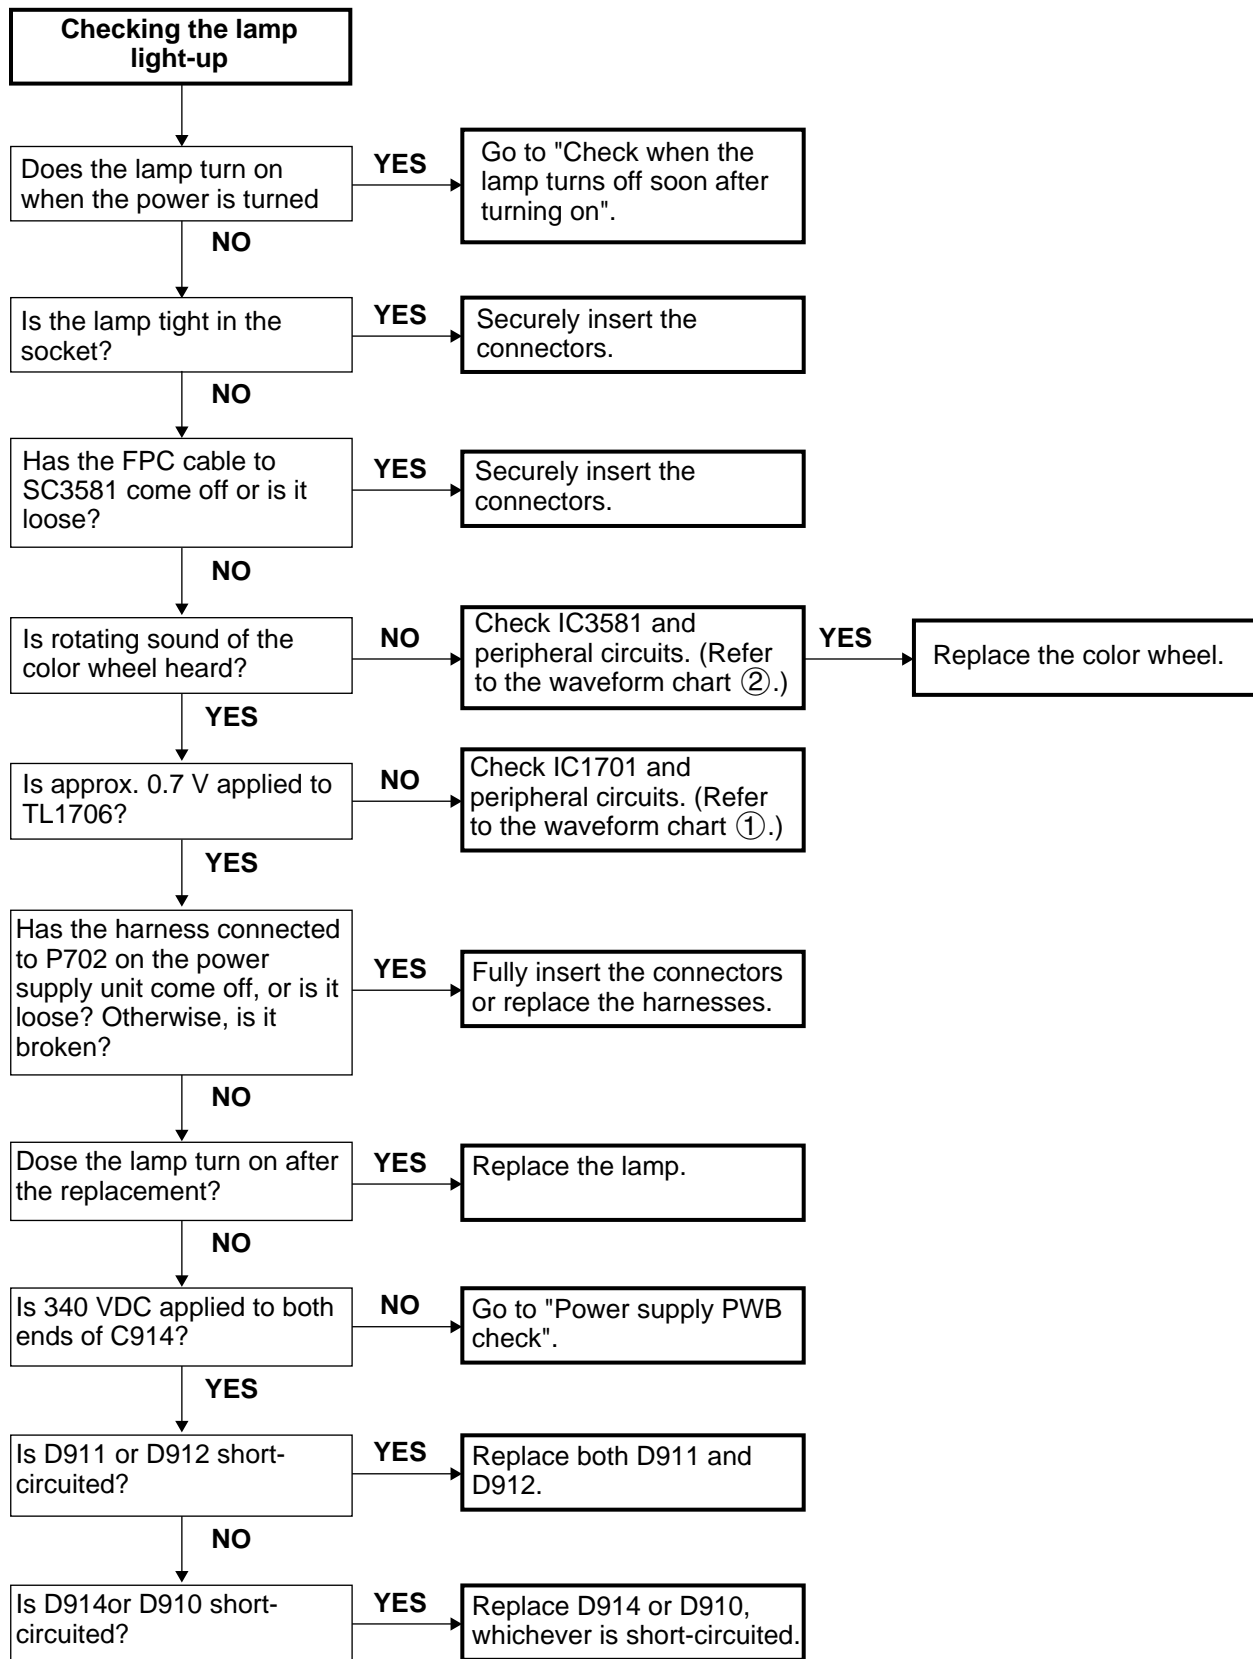 Checking the lamp
light-up
Does the lamp turn on
when the power is turned
YES
Go to "Check when the
lamp turns off soon after
turning on".
NO
Is the lamp tight in the
socket?
YES
Securely insert the
connectors.
NO
Has the FPC cable to
SC3581 come off or is it
loose?
YES
Securely insert the
connectors.
NO
Is rotating sound of the
color wheel heard?
NO
Check IC3581 and
peripheral circuits. (Refer
to the waveform chart ②.)
YES
Replace the color wheel.
YES
Is approx. 0.7 V applied to
TL1706?
NO
Check IC1701 and
peripheral circuits. (Refer
to the waveform chart ①.)
YES
Has the harness connected
to P702 on the power
supply unit come off, or is it
loose? Otherwise, is it
broken?
YES
Fully insert the connectors
or replace the harnesses.
NO
Dose the lamp turn on after
the replacement?
YES
Replace the lamp.
NO
Is 340 VDC applied to both
ends of C914?
NO
Go to "Power supply PWB
check".
YES
Is D911 or D912 short-
circuited?
YES
Replace both D911 and
D912.
NO
Is D914or D910 short-
circuited?
YES
Replace D914 or D910,
whichever is short-circuited.